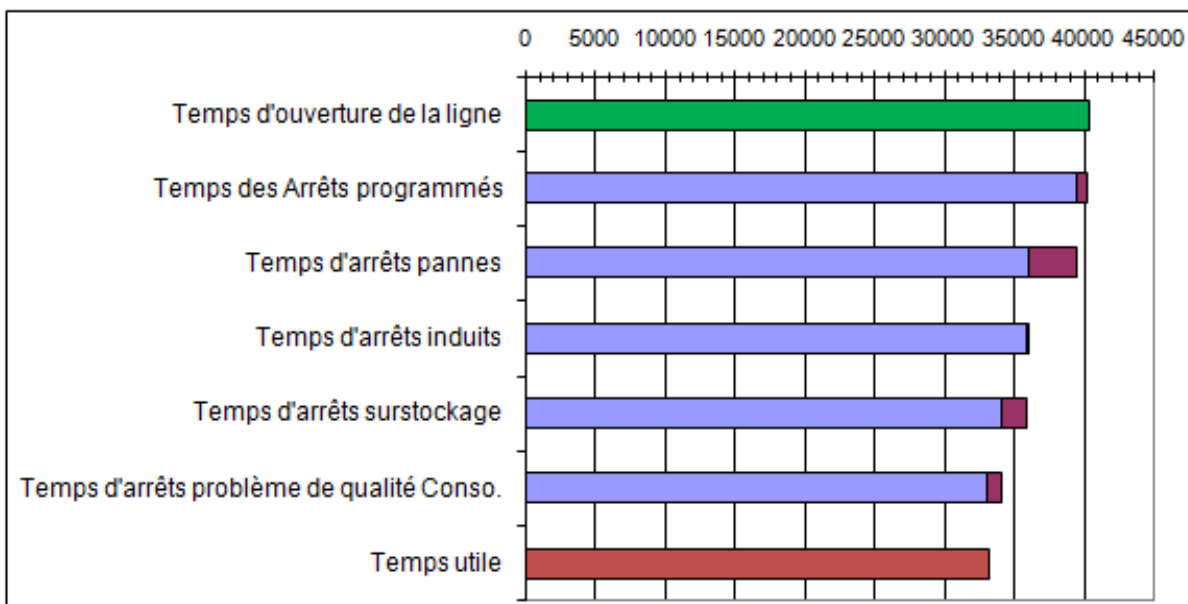 0 5000 10000 15000 20000 25000 30000 35000 40000 45000
Temps d'ouverture de la ligne
Temps des Arrêts programmés
Temps d'arrêts pannes
Temps d'arrêts induits
Temps d'arrêts surstockage
Temps d'arrêts problème de qualité Conso.
Temps utile